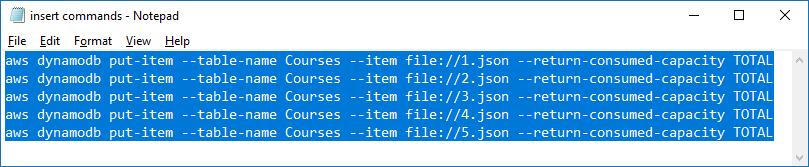 insert commands - Notepad
File Edit Format View Help
aws dynamodb put-item --table-name Courses --item file://1.json --return-consumed-capacity TOTAL
aws dynamodb put-item --table-name Courses --item file://2.json --return-consumed-capacity TOTAL
aws dynamodb put-item --table-name Courses --item file://3.json --return-consumed-capacity TOTAL
aws dynamodb put-item --table-name Courses --item file://4.json --return-consumed-capacity TOTAL
aws dynamodb put-item --table-name Courses --item file://5.json --return-consumed-capacity TOTAL